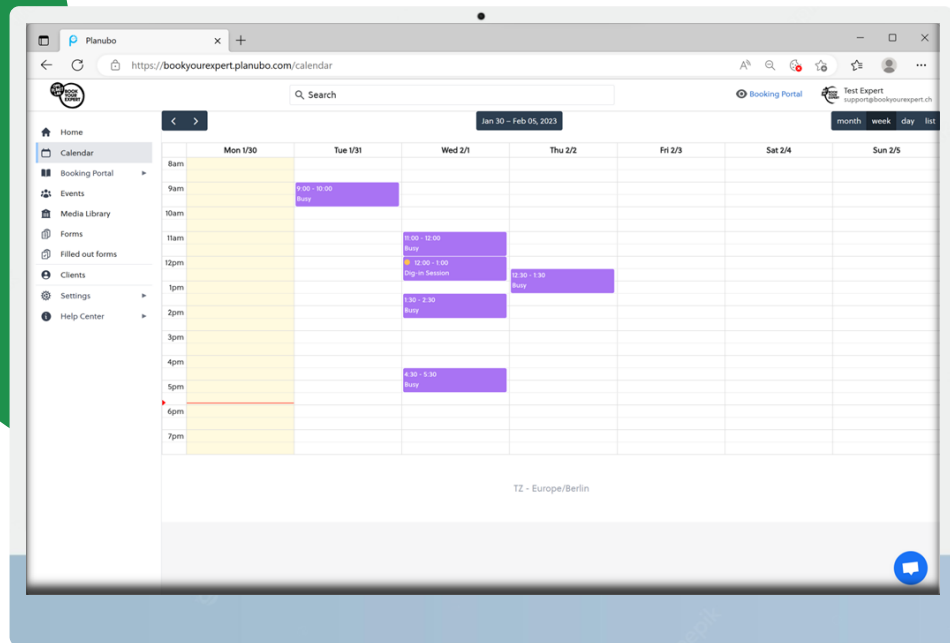 Planubo
https://bookyourexpert.planubo.com/calendar
BOOK
YOUR
EXPERT
Search
Booking Portal
Test Expert
support@bookyourexpert.ch
Home
Calendar
Booking Portal
Events
Media Library
Forms
Filled out forms
Clients
Settings
Help Center
Jan 30 – Feb 05, 2023
month week day list
Mon 1/30 Tue 1/31 Wed 2/1 Thu 2/2 Fri 2/3 Sat 2/4 Sun 2/5
8am
9am
9:00 - 10:00
Busy
10am
11am
11:00 - 12:00
Busy
12pm
12:00 - 1:00
Dig-in Session
12:30 - 1:30
Busy
1pm
1:30 - 2:30
Busy
2pm
3pm
4pm
4:30 - 5:30
Busy
5pm
6pm
7pm
TZ - Europe/Berlin